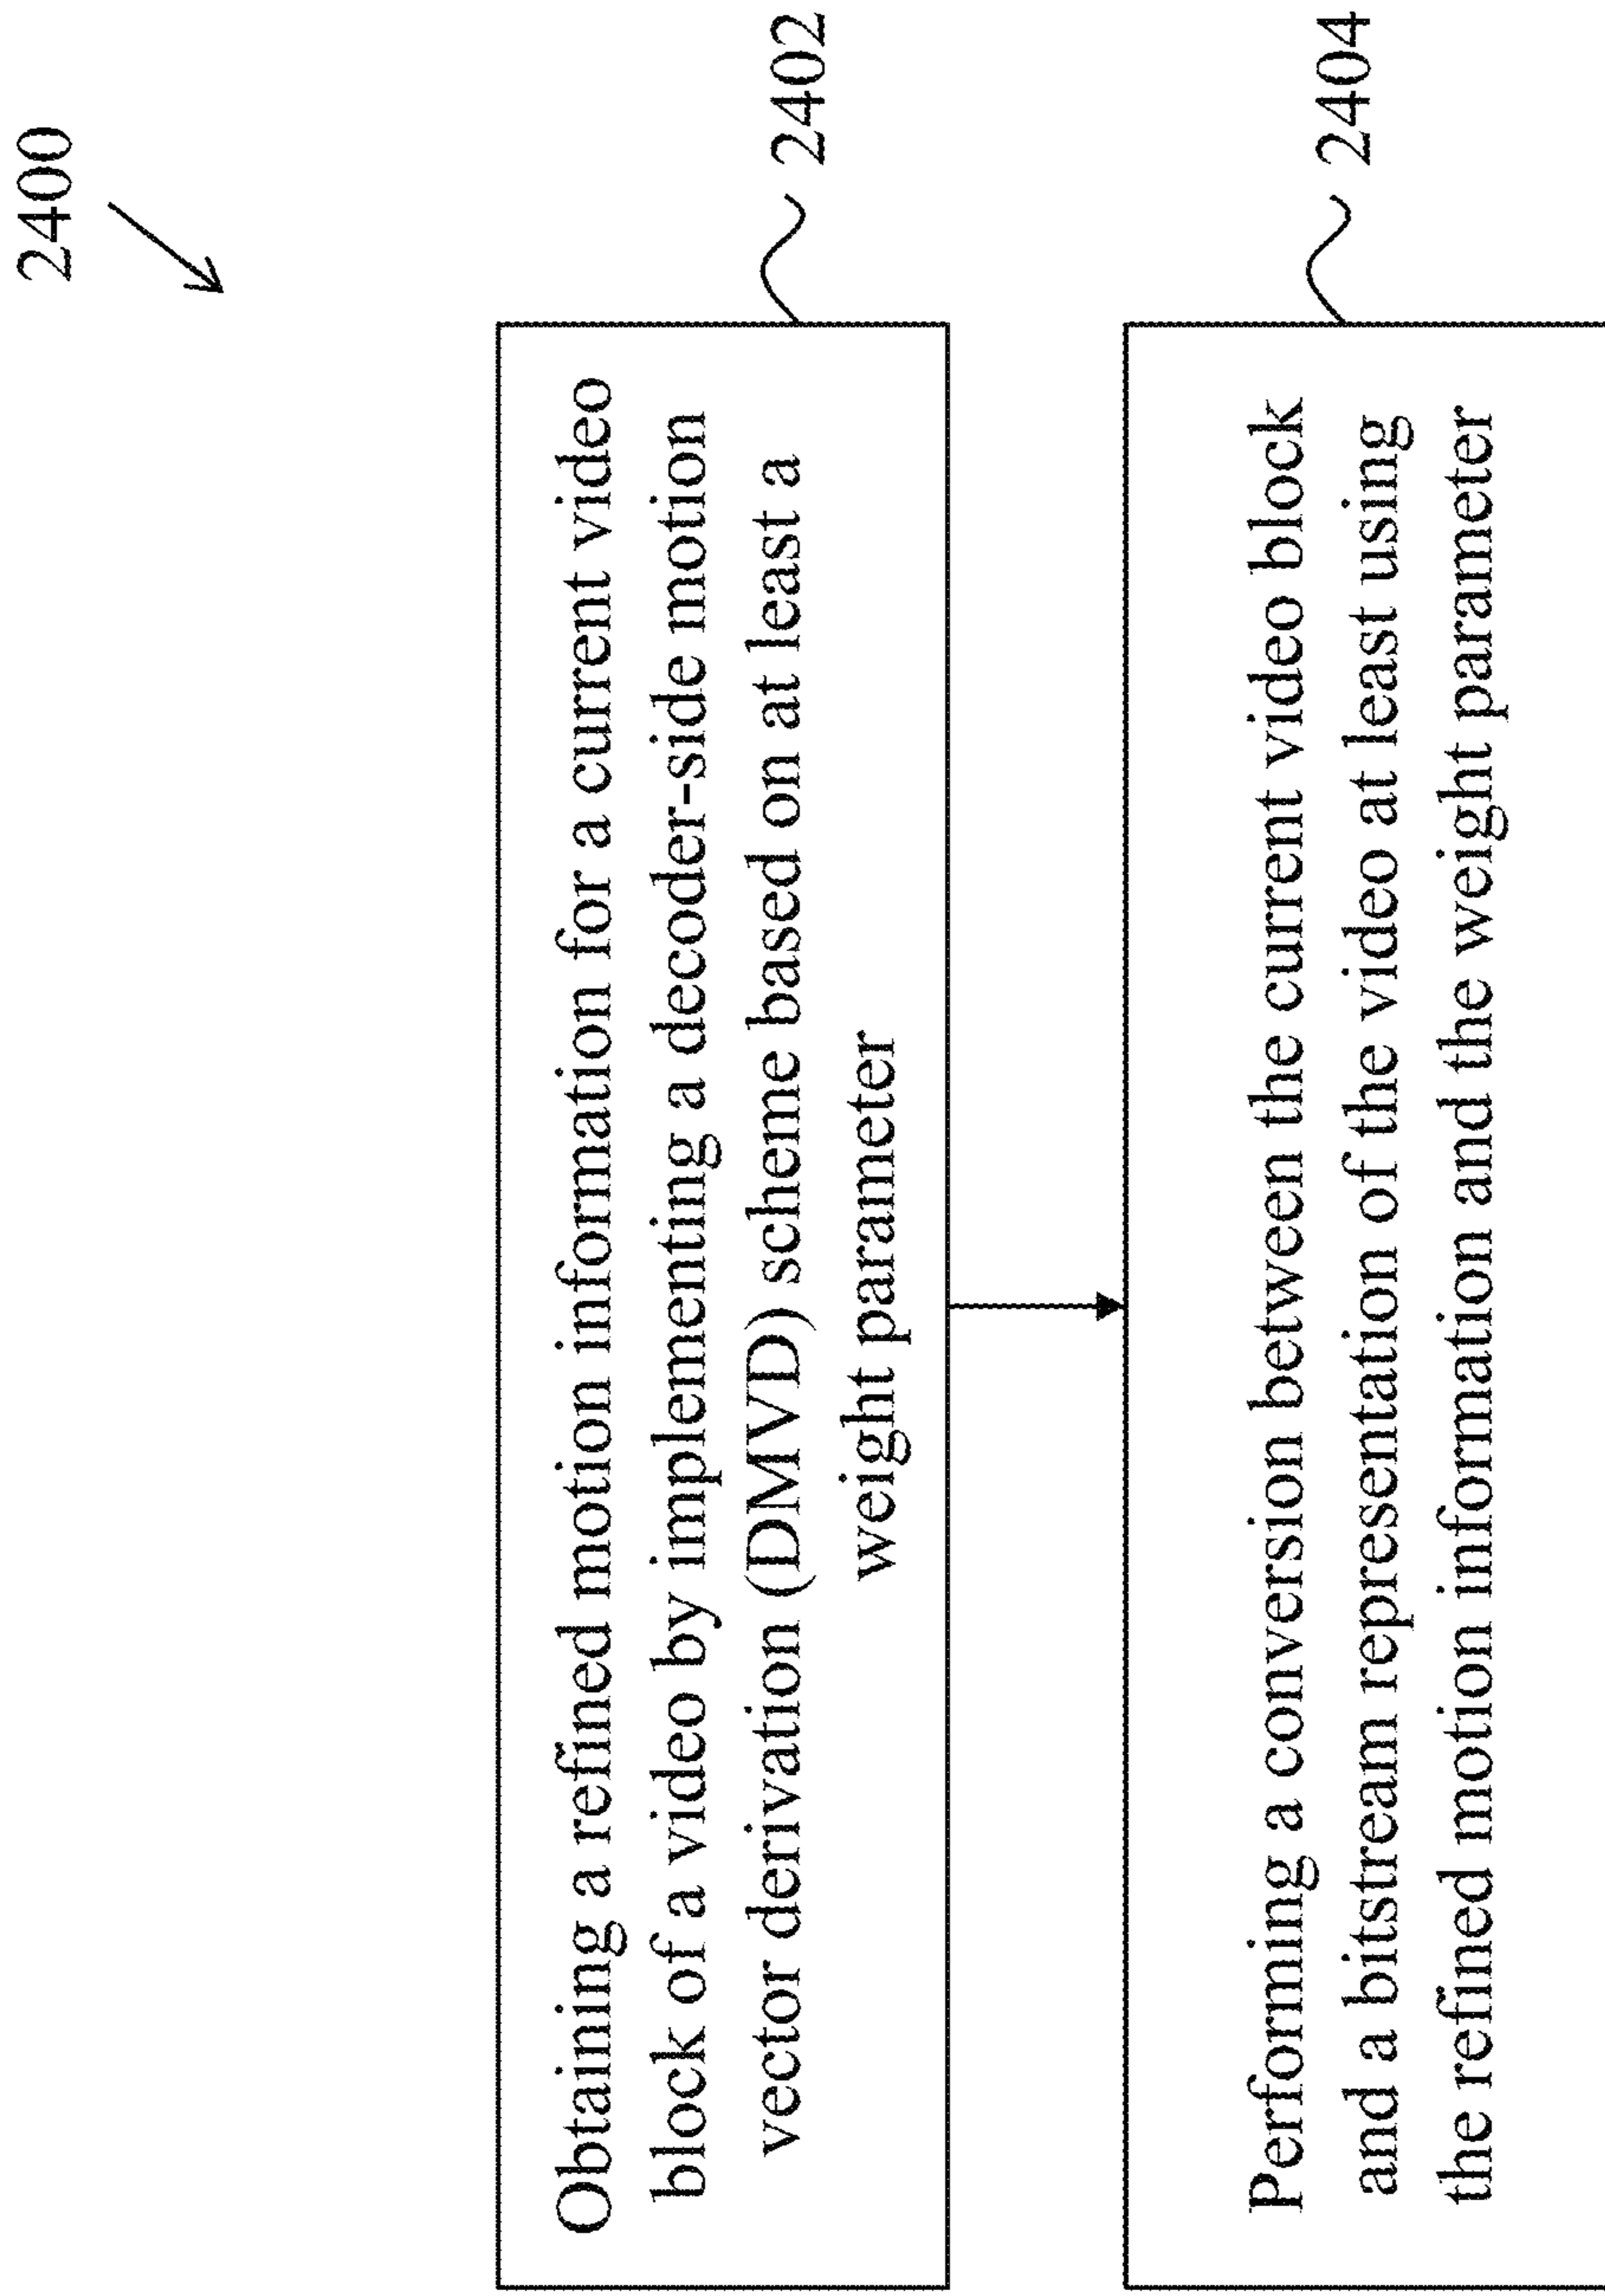 2400
Obtaining a refined motion information for a current video
block of a video by implementing a decoder-side motion
vector derivation (DMVD) scheme based on at least a
weight parameter
2402
Performing a conversion between the current video block
and a bitstream representation of the video at least using
the refined motion information and the weight parameter
2404